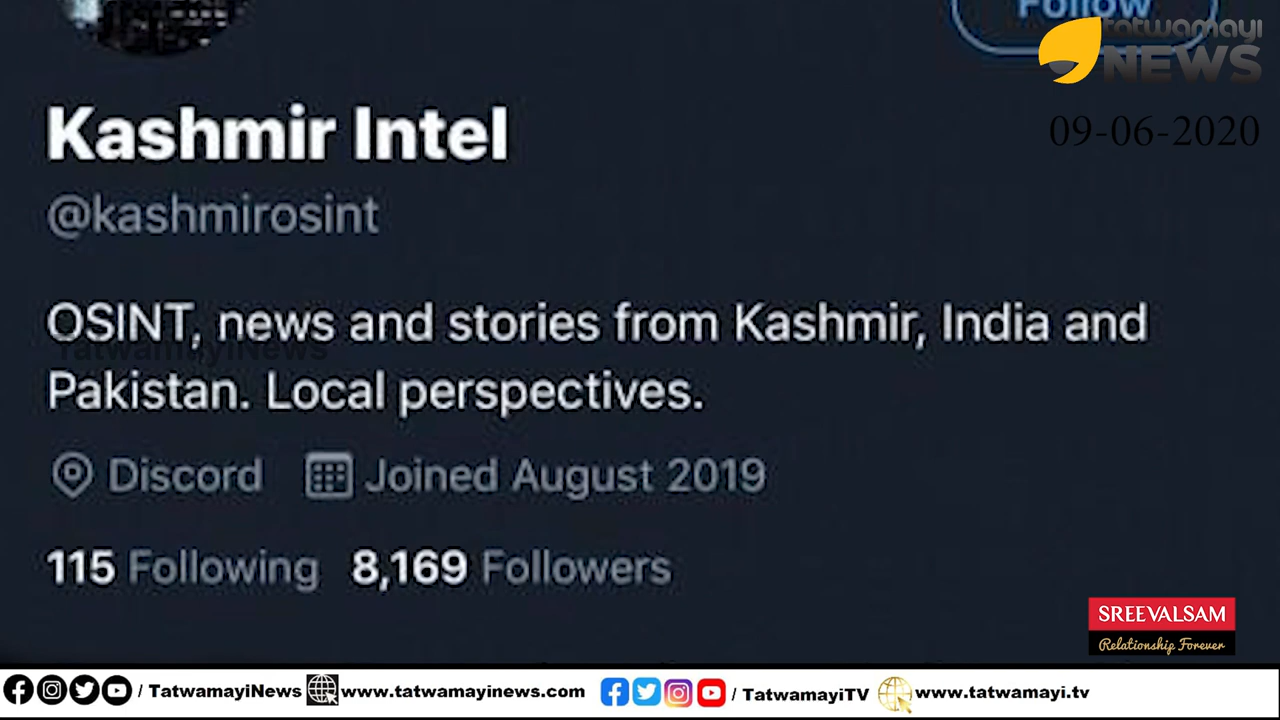 Follow
tatwamayi
NEWS
09-06-2020
Kashmir Intel
@kashmirosint
OSINT, news and stories from Kashmir, India and
TatwamayiNews
Pakistan. Local perspectives.
Discord Joined August 2019
115 Following 8,169 Followers
SREEVALSAM
Relationship Forever
/ TatwamayiNews www.tatwamayinews.com / TatwamayiTV www.tatwamayi.tv